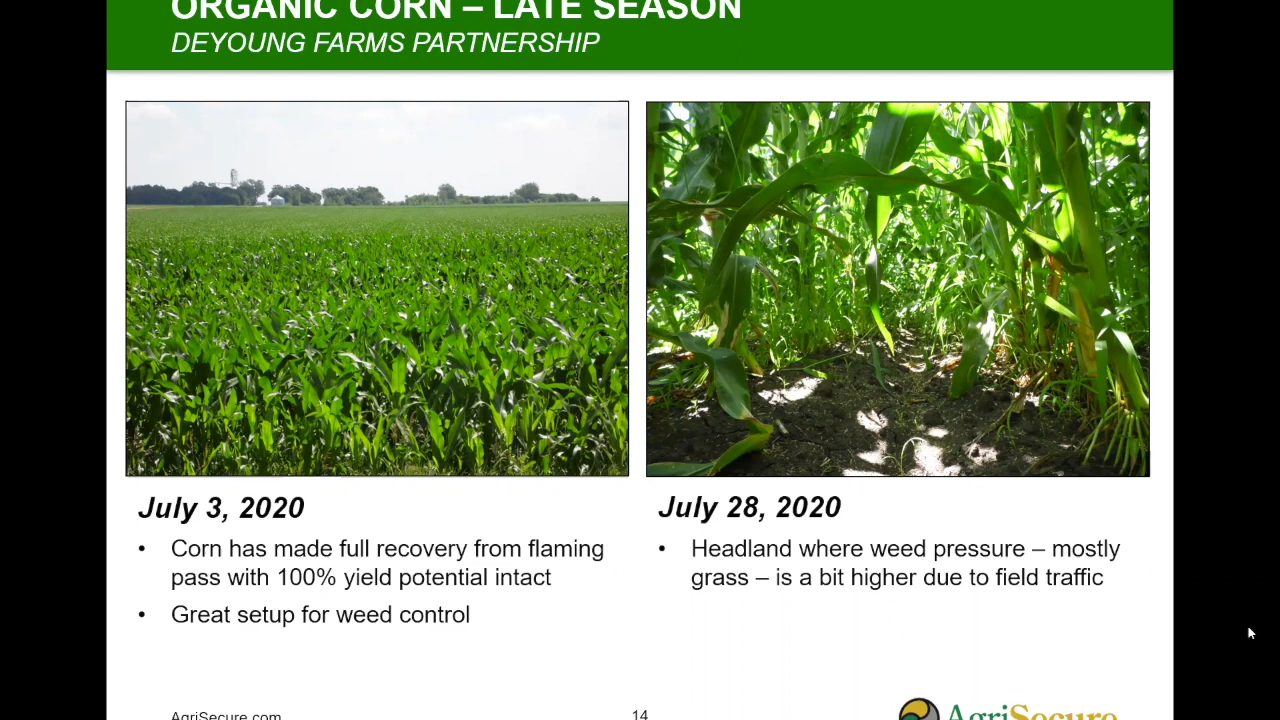 ORGANIC CORN – LATE SEASON
DEYOUNG FARMS PARTNERSHIP
July 3, 2020
• Corn has made full recovery from flaming
pass with 100% yield potential intact
• Great setup for weed control
July 28, 2020
• Headland where weed pressure – mostly
grass – is a bit higher due to field traffic
AgriSecure.com
14
AgriSecure